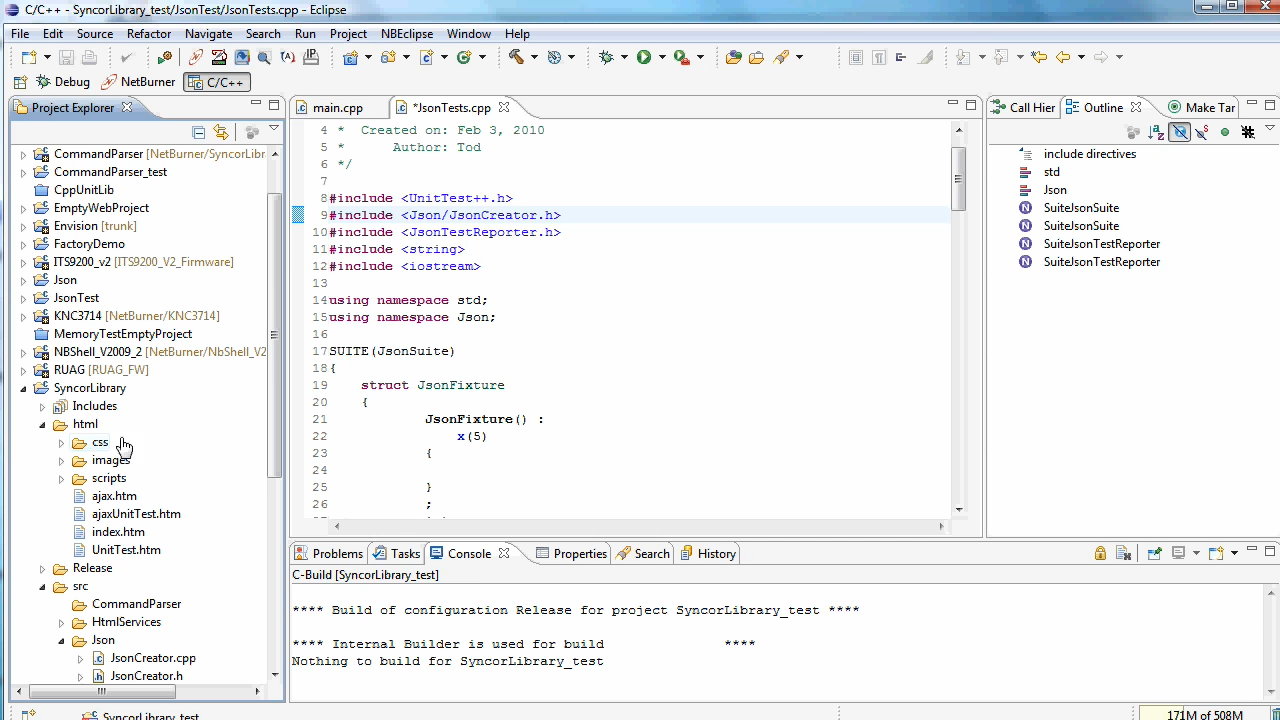 C/C++ - SyncorLibrary_test/JsonTest/JsonTests.cpp - Eclipse
File Edit Source Refactor Navigate Search Run Project NBEclipse Window Help
Debug NetBurner C/C++
Project Explorer
CommandParser [NetBurner/SyncorLibr
CommandParser_test
CppUnitLib
EmptyWebProject
Envision [trunk]
FactoryDemo
ITS9200_v2 [ITS9200_V2_Firmware]
Json
JsonTest
KNC3714 [NetBurner/KNC3714]
MemoryTestEmptyProject
NBShell_V2009_2 [NetBurner/NbShell_V2
RUAG [RUAG_FW]
SyncorLibrary
Includes
html
css
images
scripts
ajax.htm
ajaxUnitTest.htm
index.htm
UnitTest.htm
Release
src
CommandParser
HtmlServices
Json
JsonCreator.cpp
JsonCreator.h
main.cpp *JsonTests.cpp
4 *  Created on: Feb 3, 2010
5 *      Author: Tod
6 */
7
8 #include <UnitTest++.h>
9 #include <Json/JsonCreator.h>
10 #include <JsonTestReporter.h>
11 #include <string>
12 #include <iostream>
13
14 using namespace std;
15 using namespace Json;
16
17 SUITE(JsonSuite)
18 {
19     struct JsonFixture
20     {
21             JsonFixture() :
22                 x(5)
23             {
24
25             }
26             ;
Call Hier Outline Make Tar
include directives
std
Json
SuiteJsonSuite
SuiteJsonSuite
SuiteJsonTestReporter
SuiteJsonTestReporter
Problems Tasks Console Properties Search History
C-Build [SyncorLibrary_test]
**** Build of configuration Release for project SyncorLibrary_test ****
**** Internal Builder is used for build               ****
Nothing to build for SyncorLibrary_test
SyncorLibrary_test
171M of 508M